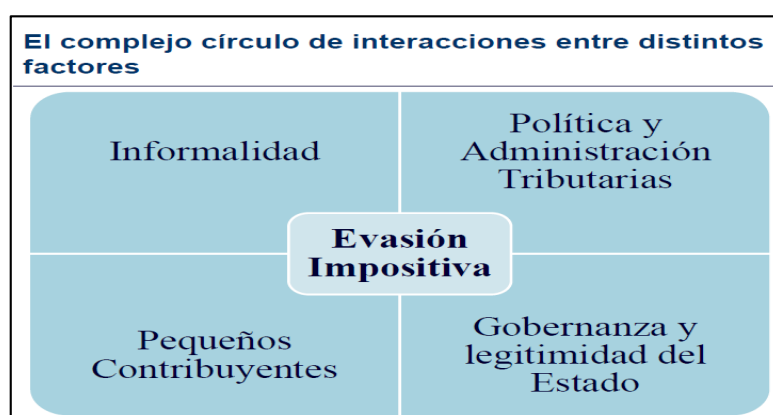 El complejo círculo de interacciones entre distintos
factores
Informalidad
Política y
Administración
Tributarias
Evasión
Impositiva
Pequeños
Contribuyentes
Gobernanza y
legitimidad del
Estado